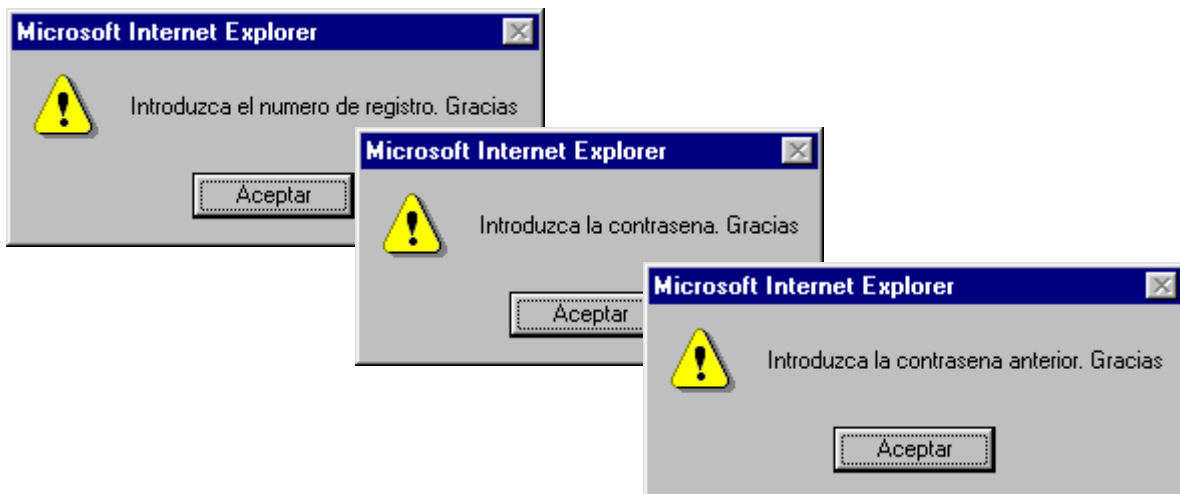 Microsoft Internet Explorer
Introduzca el numero de registro. Gracias
Aceptar
Microsoft Internet Explorer
Introduzca la contrasena. Gracias
Aceptar
Microsoft Internet Explorer
Introduzca la contrasena anterior. Gracias
Aceptar